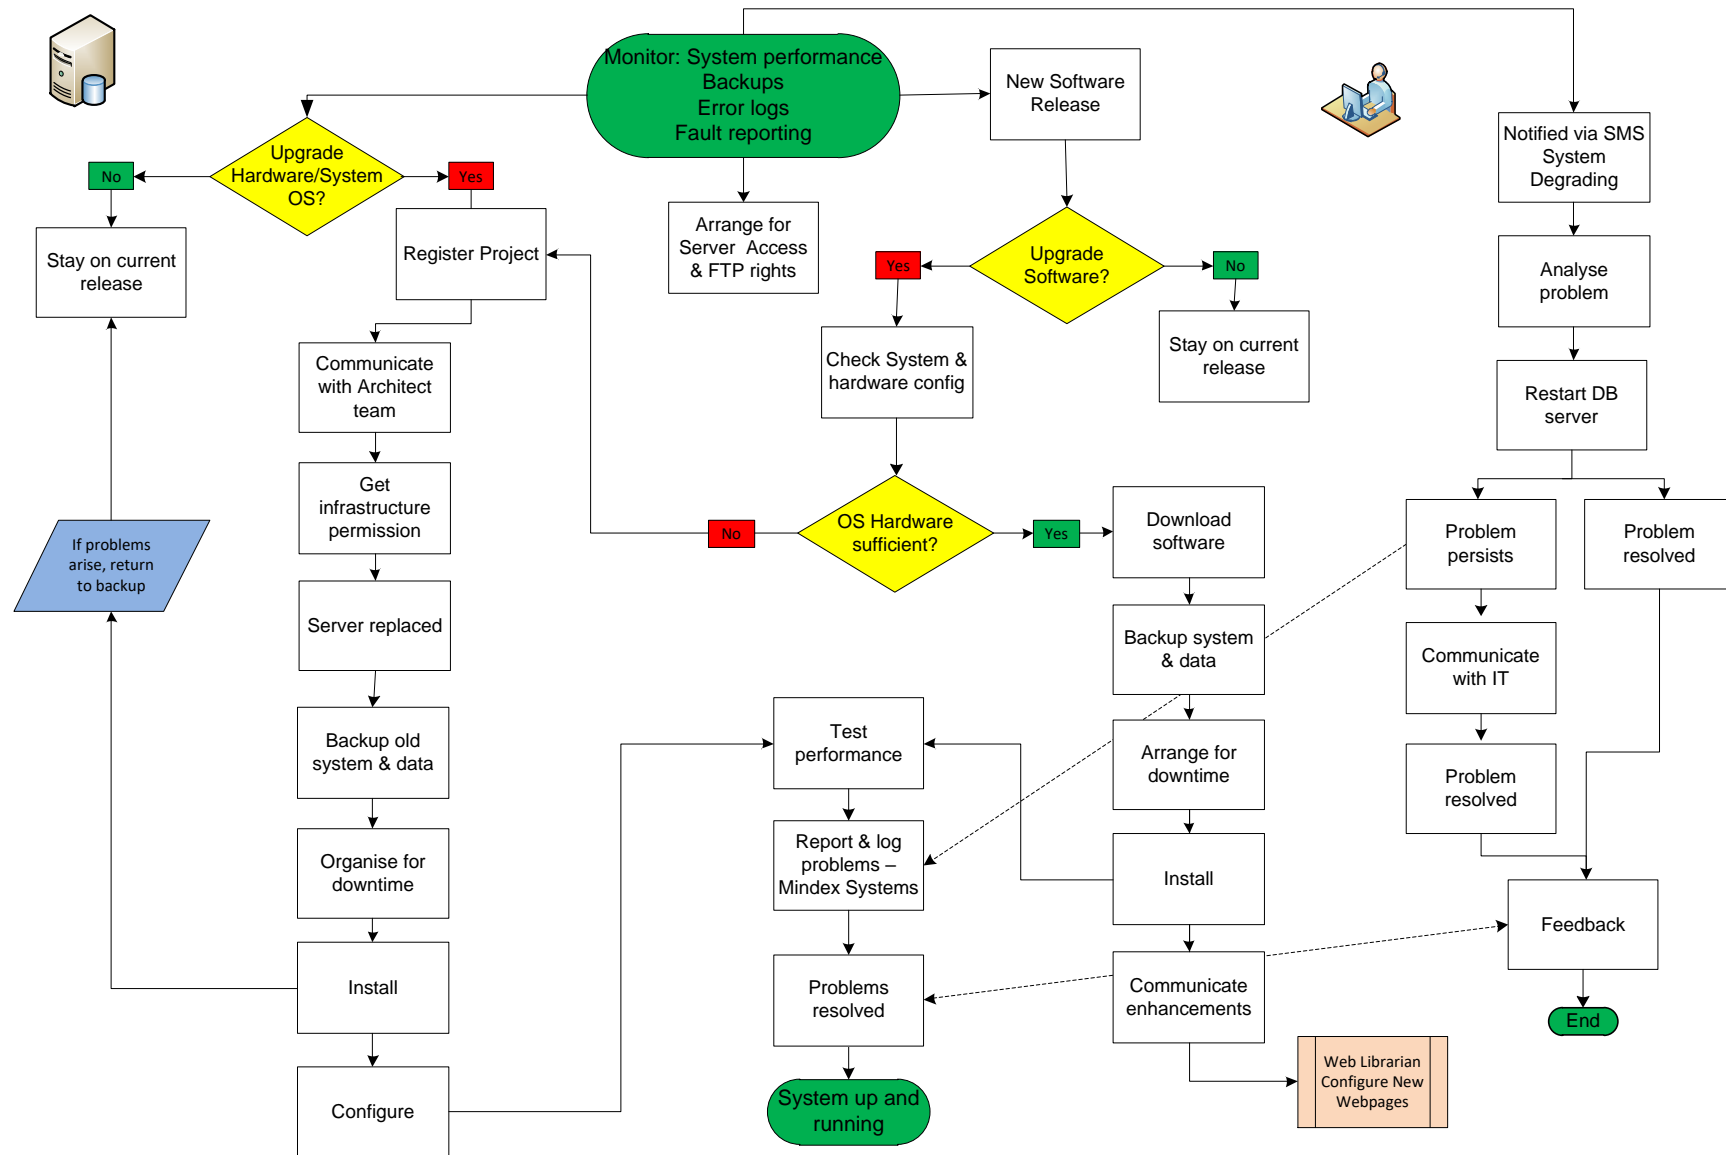 Monitor: System performance
Backups
Error logs
Fault reporting
New Software
Release
Notified via SMS
System
Degrading
Upgrade
Hardware/System
OS?
No
Yes
Stay on current
release
Register Project
Arrange for
Server Access
& FTP rights
Upgrade
Software?
Yes
No
Analyse
problem
Check System &
hardware config
Stay on current
release
Restart DB
server
Communicate
with Architect
team
Get
infrastructure
permission
If problems
arise, return
to backup
No
OS Hardware
sufficient?
Yes
Download
software
Problem
persists
Problem
resolved
Server replaced
Backup system
& data
Communicate
with IT
Backup old
system & data
Test
performance
Arrange for
downtime
Problem
resolved
Organise for
downtime
Report & log
problems –
Mindex Systems
Install
Feedback
Install
Problems
resolved
Communicate
enhancements
End
Configure
System up and
running
Web Librarian
Configure New
Webpages